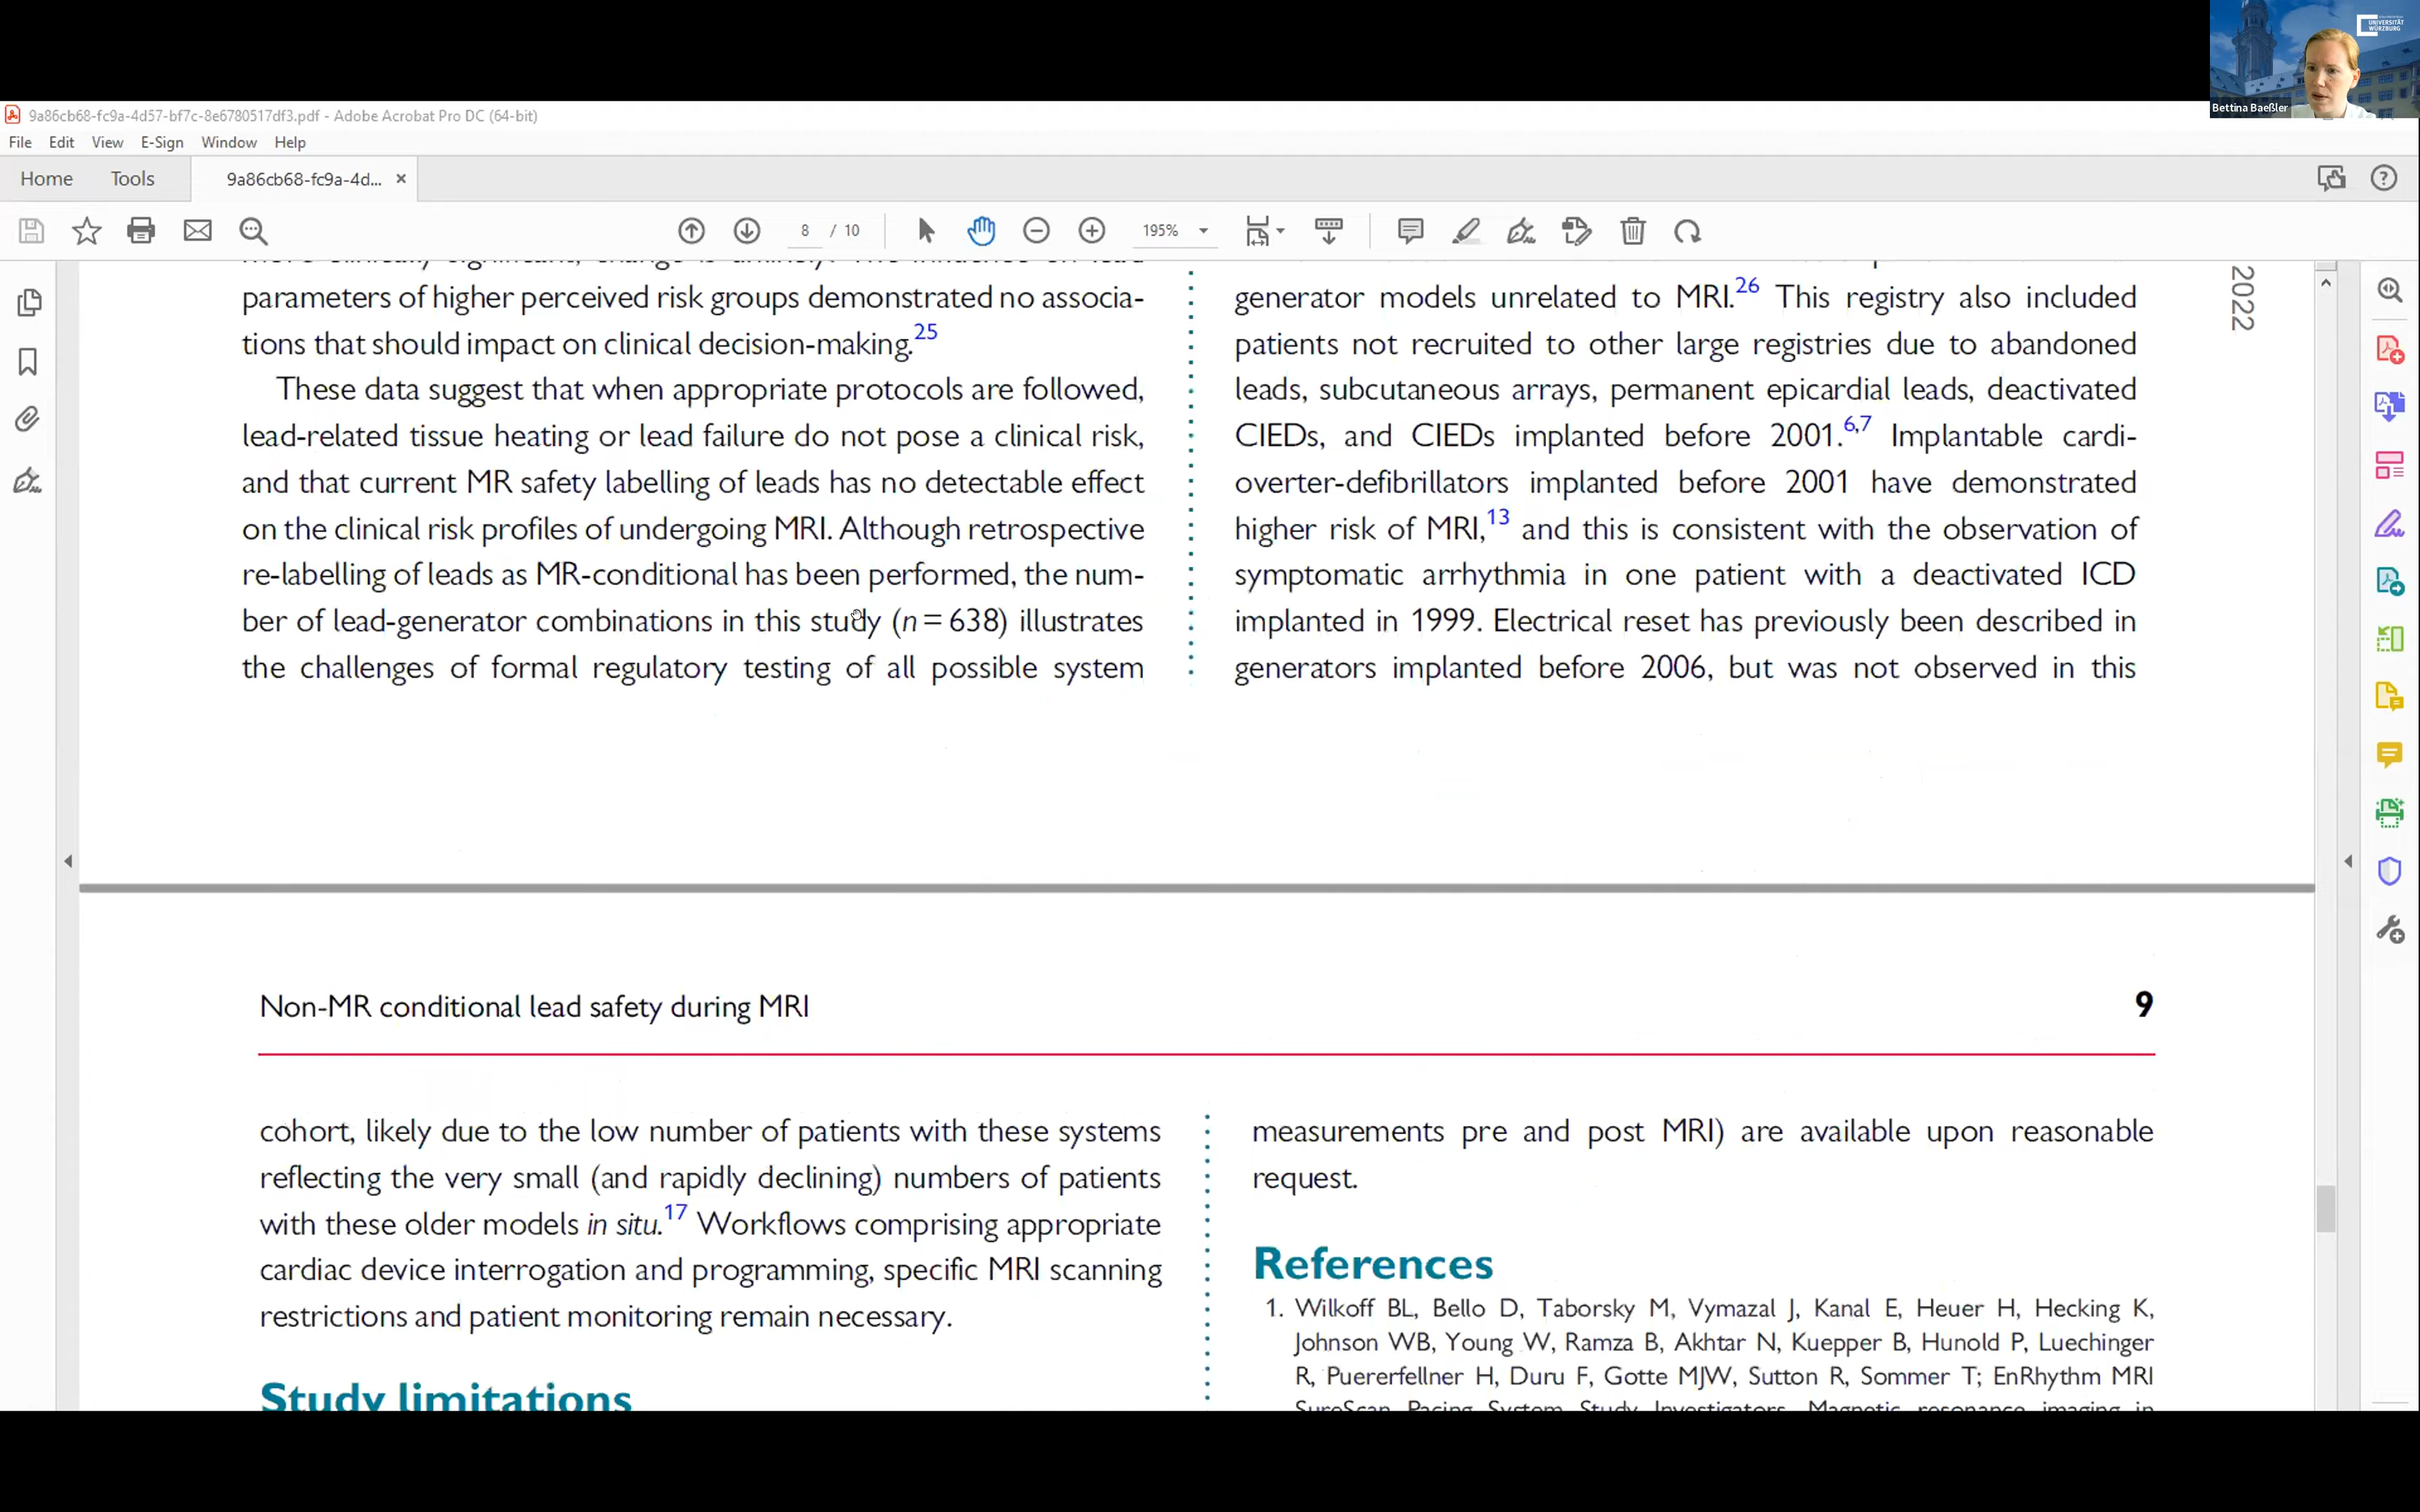 UNIVERSITÄT
WÜRZBURG
Bettina Baeßler
9a86cb68-fc9a-4d57-bf7c-8e6780517df3.pdf - Adobe Acrobat Pro DC (64-bit)
File Edit View E-Sign Window Help
Home Tools 9a86cb68-fc9a-4d... ×
8 / 10 195%
parameters of higher perceived risk groups demonstrated no associa-
tions that should impact on clinical decision-making.25
These data suggest that when appropriate protocols are followed,
lead-related tissue heating or lead failure do not pose a clinical risk,
and that current MR safety labelling of leads has no detectable effect
on the clinical risk profiles of undergoing MRI. Although retrospective
re-labelling of leads as MR-conditional has been performed, the num-
ber of lead-generator combinations in this study (n = 638) illustrates
the challenges of formal regulatory testing of all possible system
generator models unrelated to MRI.26 This registry also included
patients not recruited to other large registries due to abandoned
leads, subcutaneous arrays, permanent epicardial leads, deactivated
CIEDs, and CIEDs implanted before 2001.6,7 Implantable cardi-
overter-defibrillators implanted before 2001 have demonstrated
higher risk of MRI,13 and this is consistent with the observation of
symptomatic arrhythmia in one patient with a deactivated ICD
implanted in 1999. Electrical reset has previously been described in
generators implanted before 2006, but was not observed in this
2022
Non-MR conditional lead safety during MRI 9
cohort, likely due to the low number of patients with these systems
reflecting the very small (and rapidly declining) numbers of patients
with these older models in situ.17 Workflows comprising appropriate
cardiac device interrogation and programming, specific MRI scanning
restrictions and patient monitoring remain necessary.
Study limitations
measurements pre and post MRI) are available upon reasonable
request.
References
1. Wilkoff BL, Bello D, Taborsky M, Vymazal J, Kanal E, Heuer H, Hecking K,
Johnson WB, Young W, Ramza B, Akhtar N, Kuepper B, Hunold P, Luechinger
R, Puererfellner H, Duru F, Gotte MJW, Sutton R, Sommer T; EnRhythm MRI
SureScan Pacing System Study Investigators. Magnetic resonance imaging in